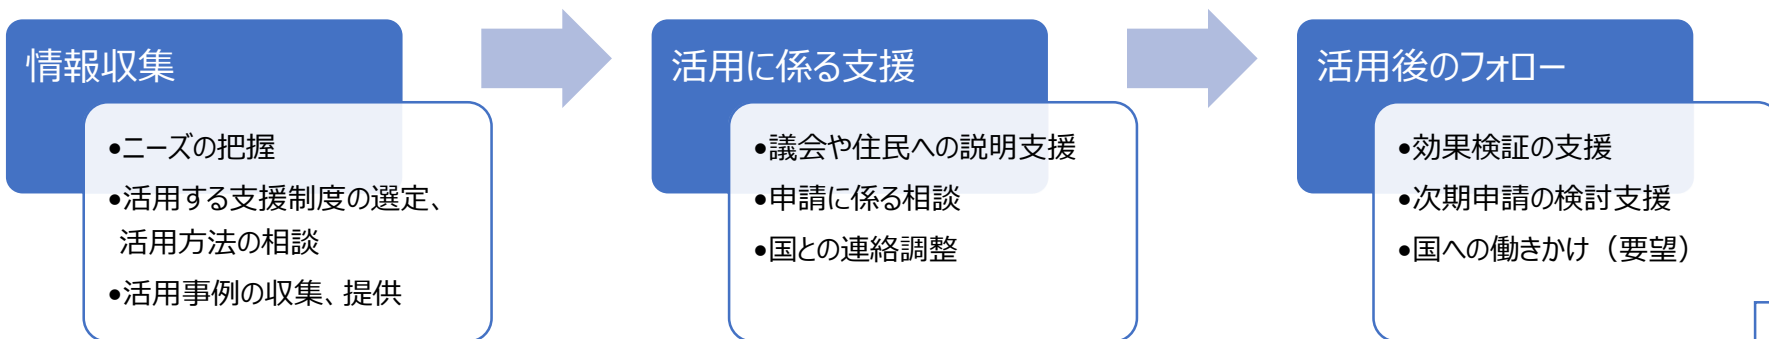 情報収集
•ニーズの把握
•活用する支援制度の選定、
活用方法の相談
•活用事例の収集、提供
活用に係る支援
•議会や住民への説明支援
•申請に係る相談
•国との連絡調整
活用後のフォロー
•効果検証の支援
•次期申請の検討支援
•国への働きかけ（要望）